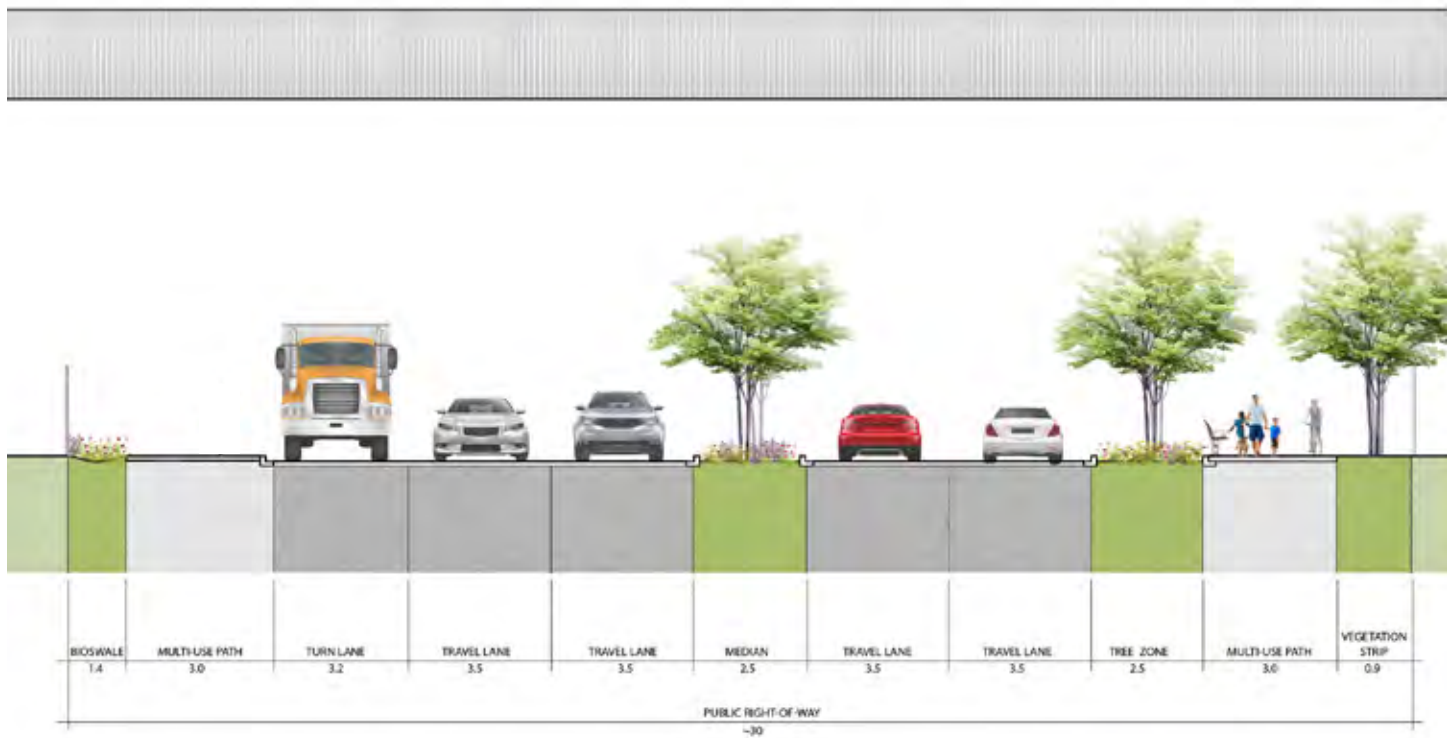 BIOSWALE MULTI-USE PATH TURN LANE TRAVEL LANE TRAVEL LANE MEDIAN TRAVEL LANE TRAVEL LANE TREE ZONE MULTI-USE PATH VEGETATION STRIP
1.4 3.0 3.2 3.5 3.5 2.5 3.5 3.5 2.5 3.0 0.9
PUBLIC RIGHT-OF-WAY
~30